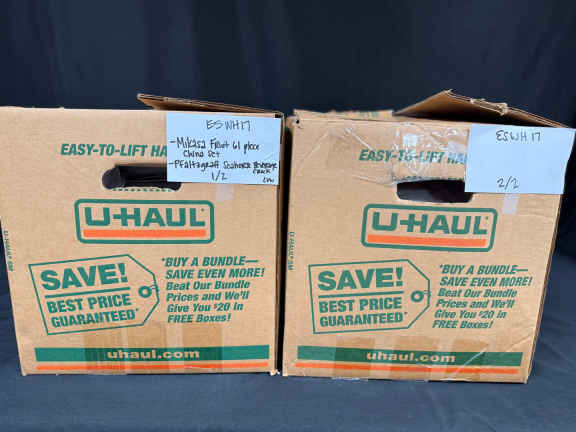 ESWH17
-Mikasa Fruit 61 piece
China Set
-Pfaltzgraff Seahorse Beverage
1/2
EASY-TO-LIFT HA
U-HAUL
SAVE!
BEST PRICE
GUARANTEED*
*BUY A BUNDLE—
SAVE EVEN MORE!
Beat Our Bundle
Prices and We'll
Give You $20 in
FREE Boxes!
uhaul.com
ESWH17
2/2
EASY-TO-LIFT HA
U-HAUL
SAVE!
BEST PRICE
GUARANTEED*
*BUY A BUNDLE—
SAVE EVEN MORE!
Beat Our Bundle
Prices and We'll
Give You $20 in
FREE Boxes!
uhaul.com